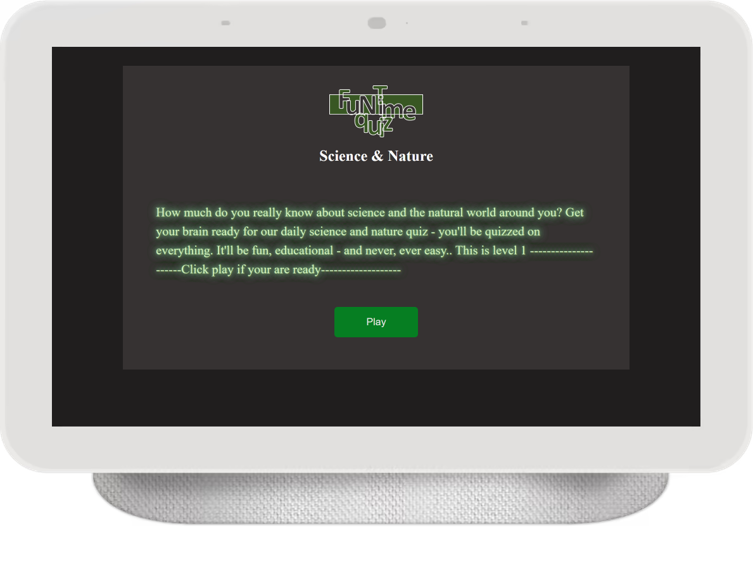 FuNTime
quiz
Science & Nature
How much do you really know about science and the natural world around you? Get
your brain ready for our daily science and nature quiz - you'll be quizzed on
everything. It'll be fun, educational - and never, ever easy.. This is level 1 ---------------
------Click play if your are ready-------------------
Play